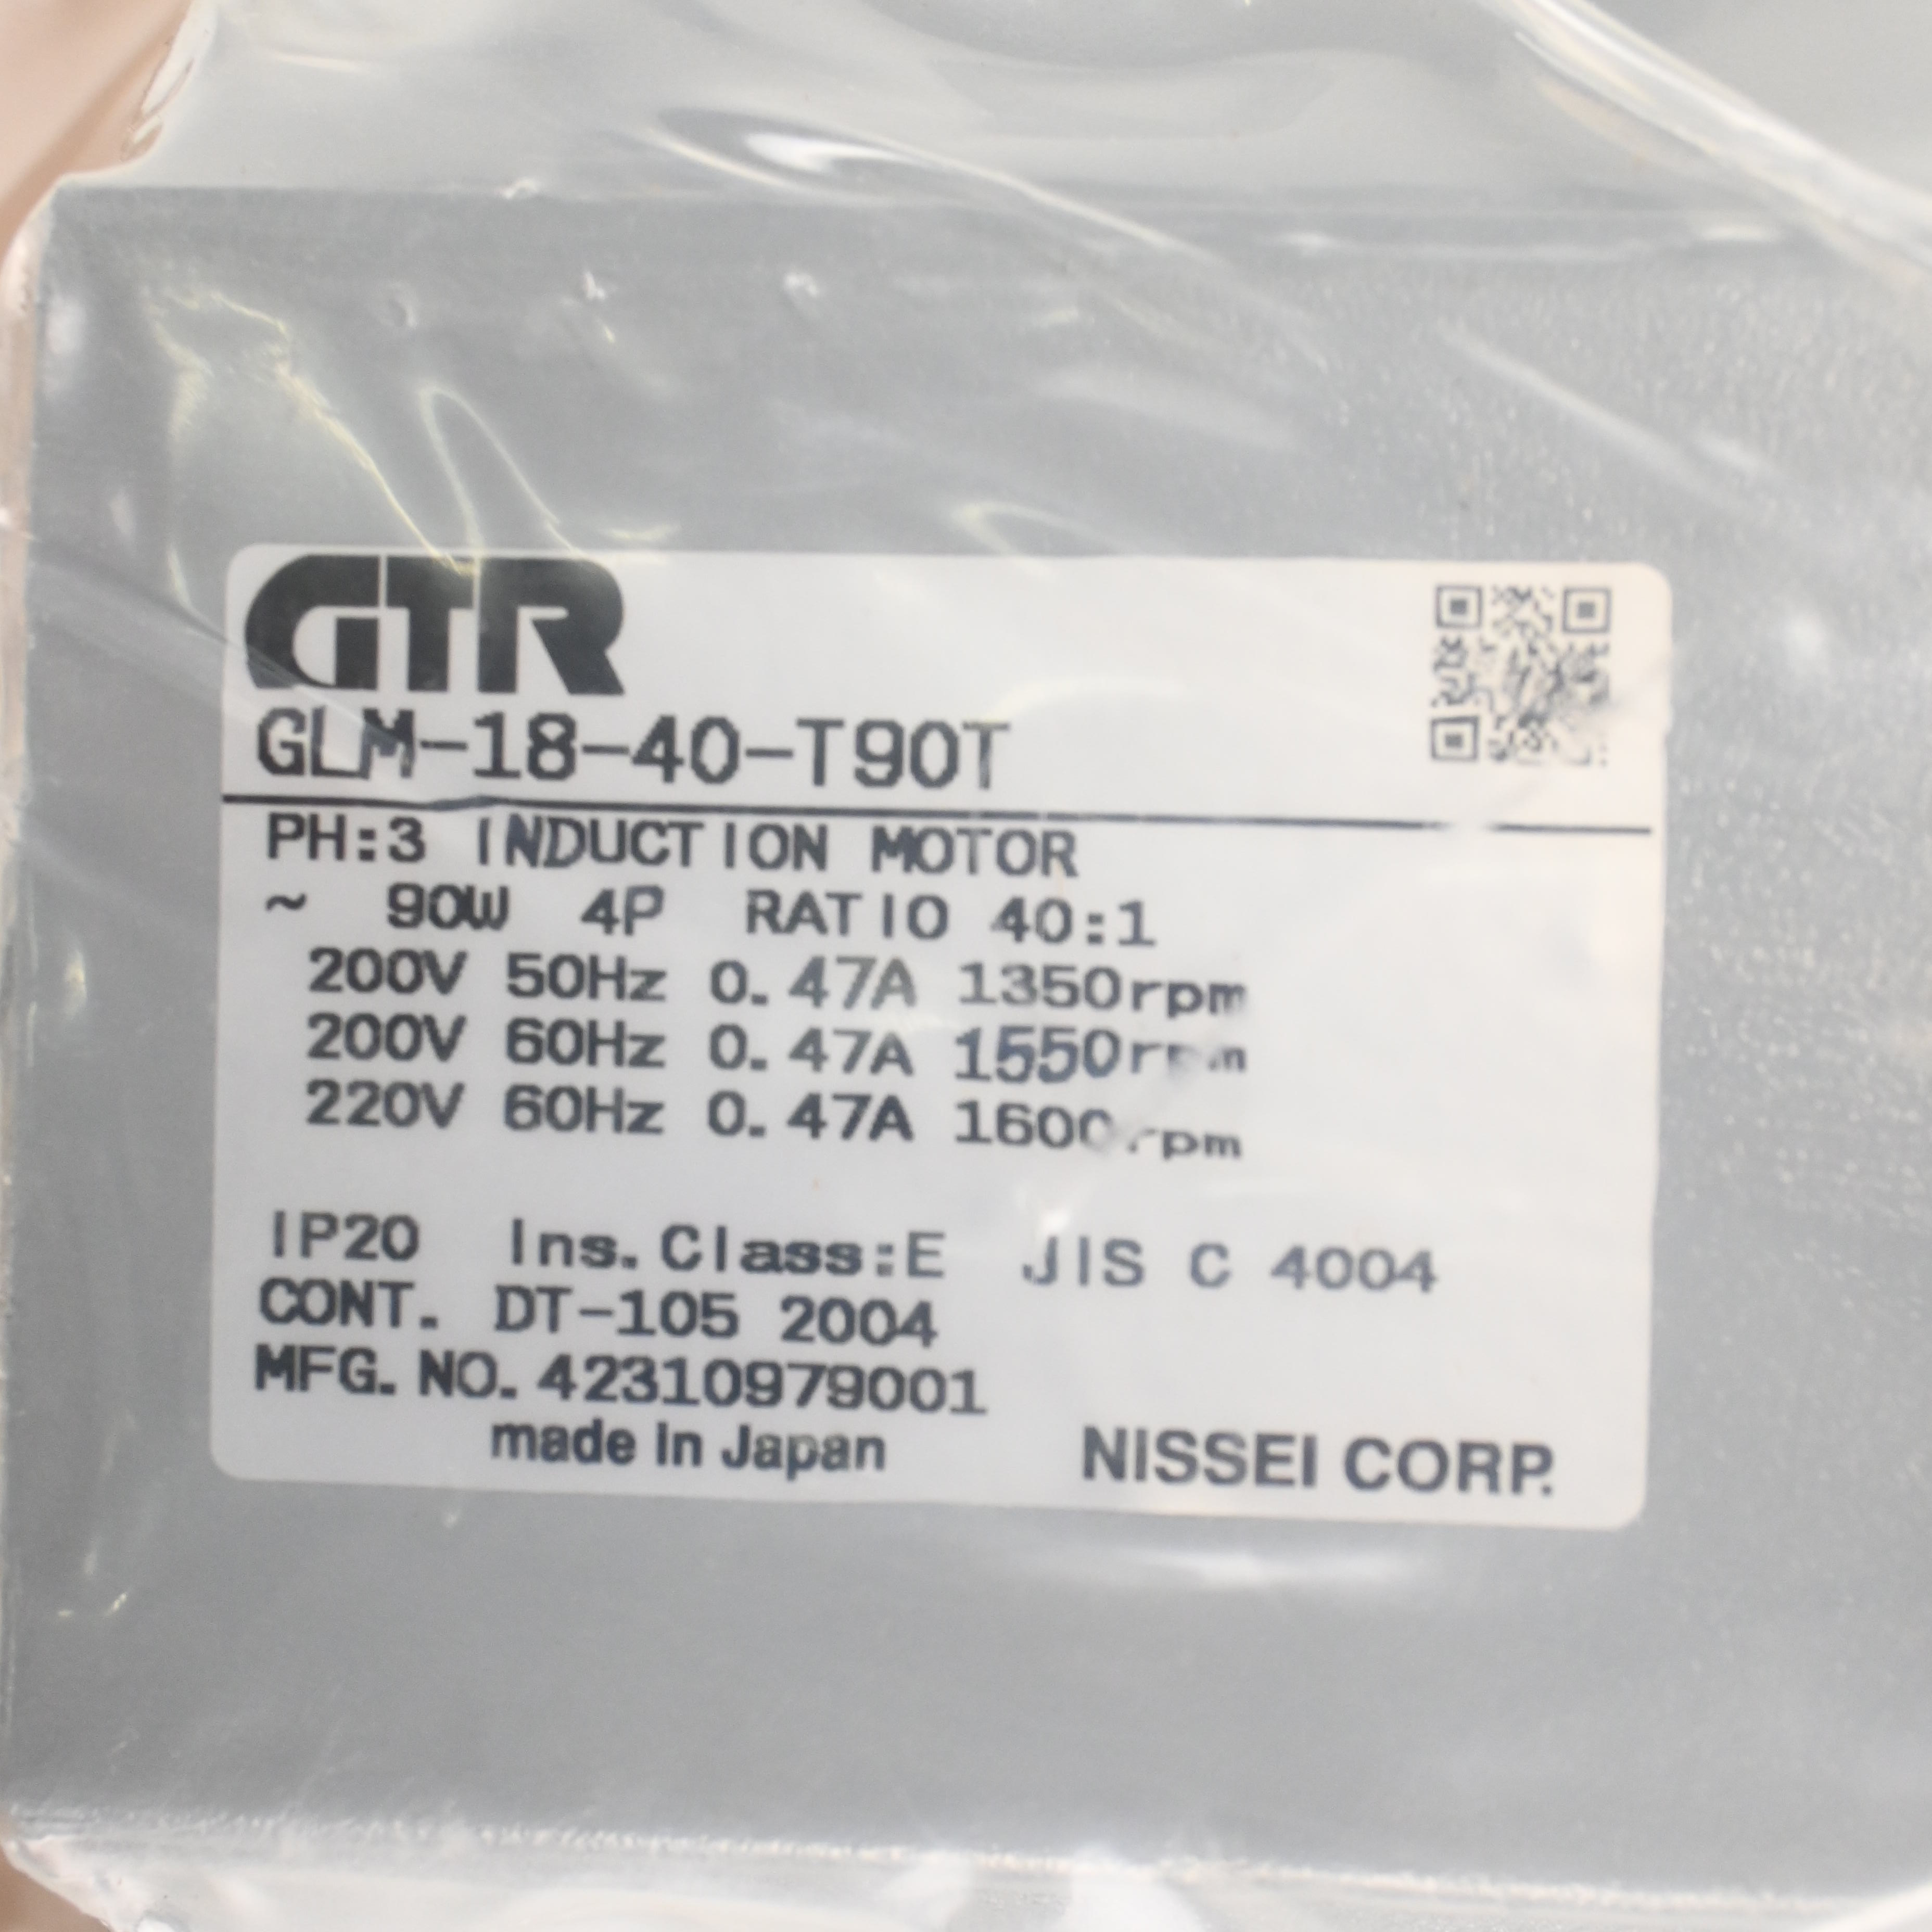 GTR
GLM-18-40-T90T
PH:3 INDUCTION MOTOR
~ 90W 4P RATIO 40:1
200V 50Hz 0.47A 1350rpm
200V 60Hz 0.47A 1550rpm
220V 60Hz 0.47A 1600rpm
IP20 Ins.Class:E JIS C 4004
CONT. DT-105 2004
MFG.NO.42310979001
made in Japan NISSEI CORP.